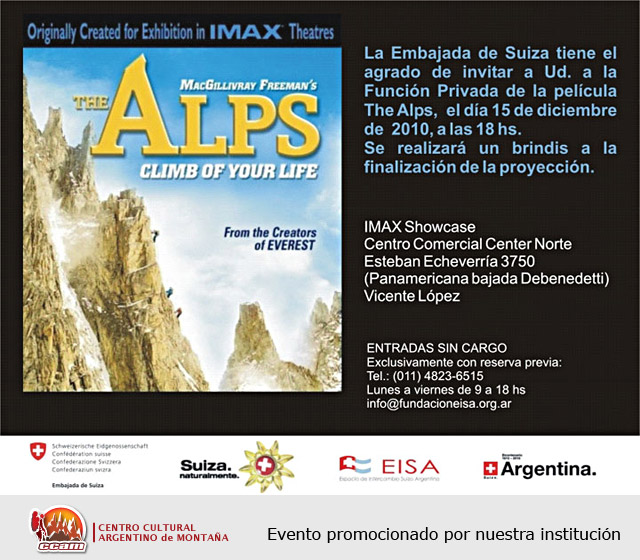 Originally Created for Exhibition in IMAX Theatres
MACGILLIVRAY FREEMAN'S
THE ALPS
CLIMB OF YOUR LIFE
From the Creators
of EVEREST
La Embajada de Suiza tiene el
agrado de invitar a Ud. a la
Función Privada de la película
The Alps, el día 15 de diciembre
de 2010, a las 18 hs.
Se realizará un brindis a la
finalización de la proyección.
IMAX Showcase
Centro Comercial Center Norte
Esteban Echeverría 3750
(Panamericana bajada Debenedetti)
Vicente López
ENTRADAS SIN CARGO
Exclusivamente con reserva previa:
Tel.: (011) 4823-6515
Lunes a viernes de 9 a 18 hs
info@fundacioneisa.org.ar
Schweizerische Eidgenossenschaft
Confédération suisse
Confederazione Svizzera
Confederaziun svizra
Embajada de Suiza
Suiza.
naturalmente.
EISA
Espacio de Intercambio Suizo Argentino
Argentina.
ccam
CENTRO CULTURAL
ARGENTINO de MONTAÑA
Evento promocionado por nuestra institución